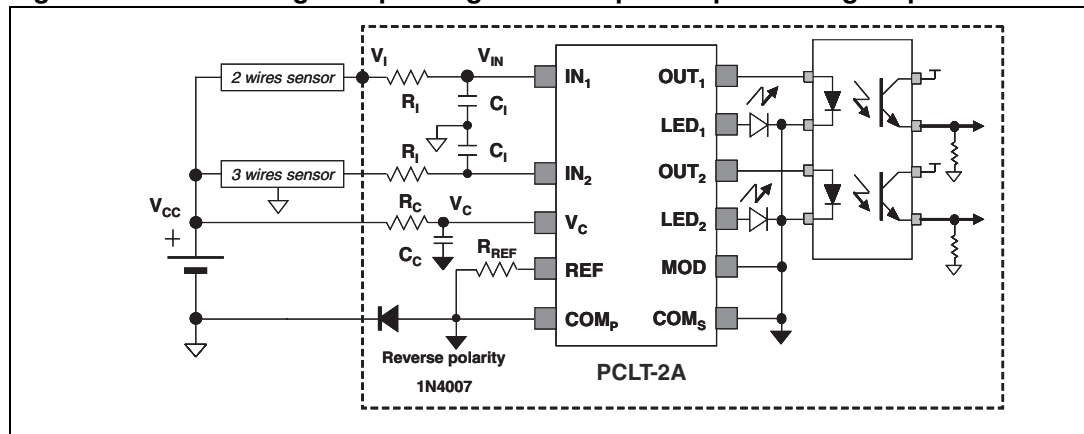 V_I
V_IN
2 wires sensor
R_I
C_I
IN_1
OUT_1
LED_1
R_I
C_I
3 wires sensor
IN_2
OUT_2
V_CC
+
R_C
V_C
C_C
V_C
LED_2
R_REF
REF
MOD
COM_P
COM_S
Reverse polarity
1N4007
PCLT-2A